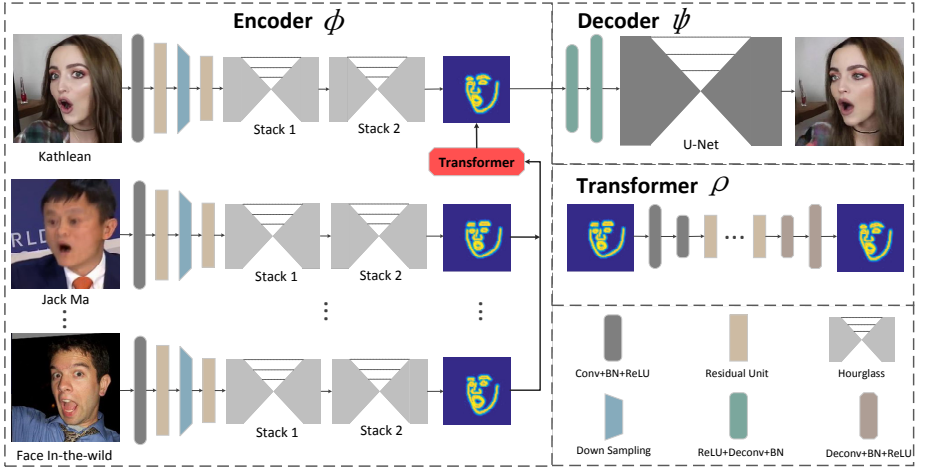 Encoder ϕ
Kathlean
Stack 1
Stack 2
Transformer
RLD
Jack Ma
Stack 1
Stack 2
Face In-the-wild
Stack 1
Stack 2
Decoder ψ
U-Net
Transformer ρ
Conv+BN+ReLU
Residual Unit
Hourglass
Down Sampling
ReLU+Deconv+BN
Deconv+BN+ReLU